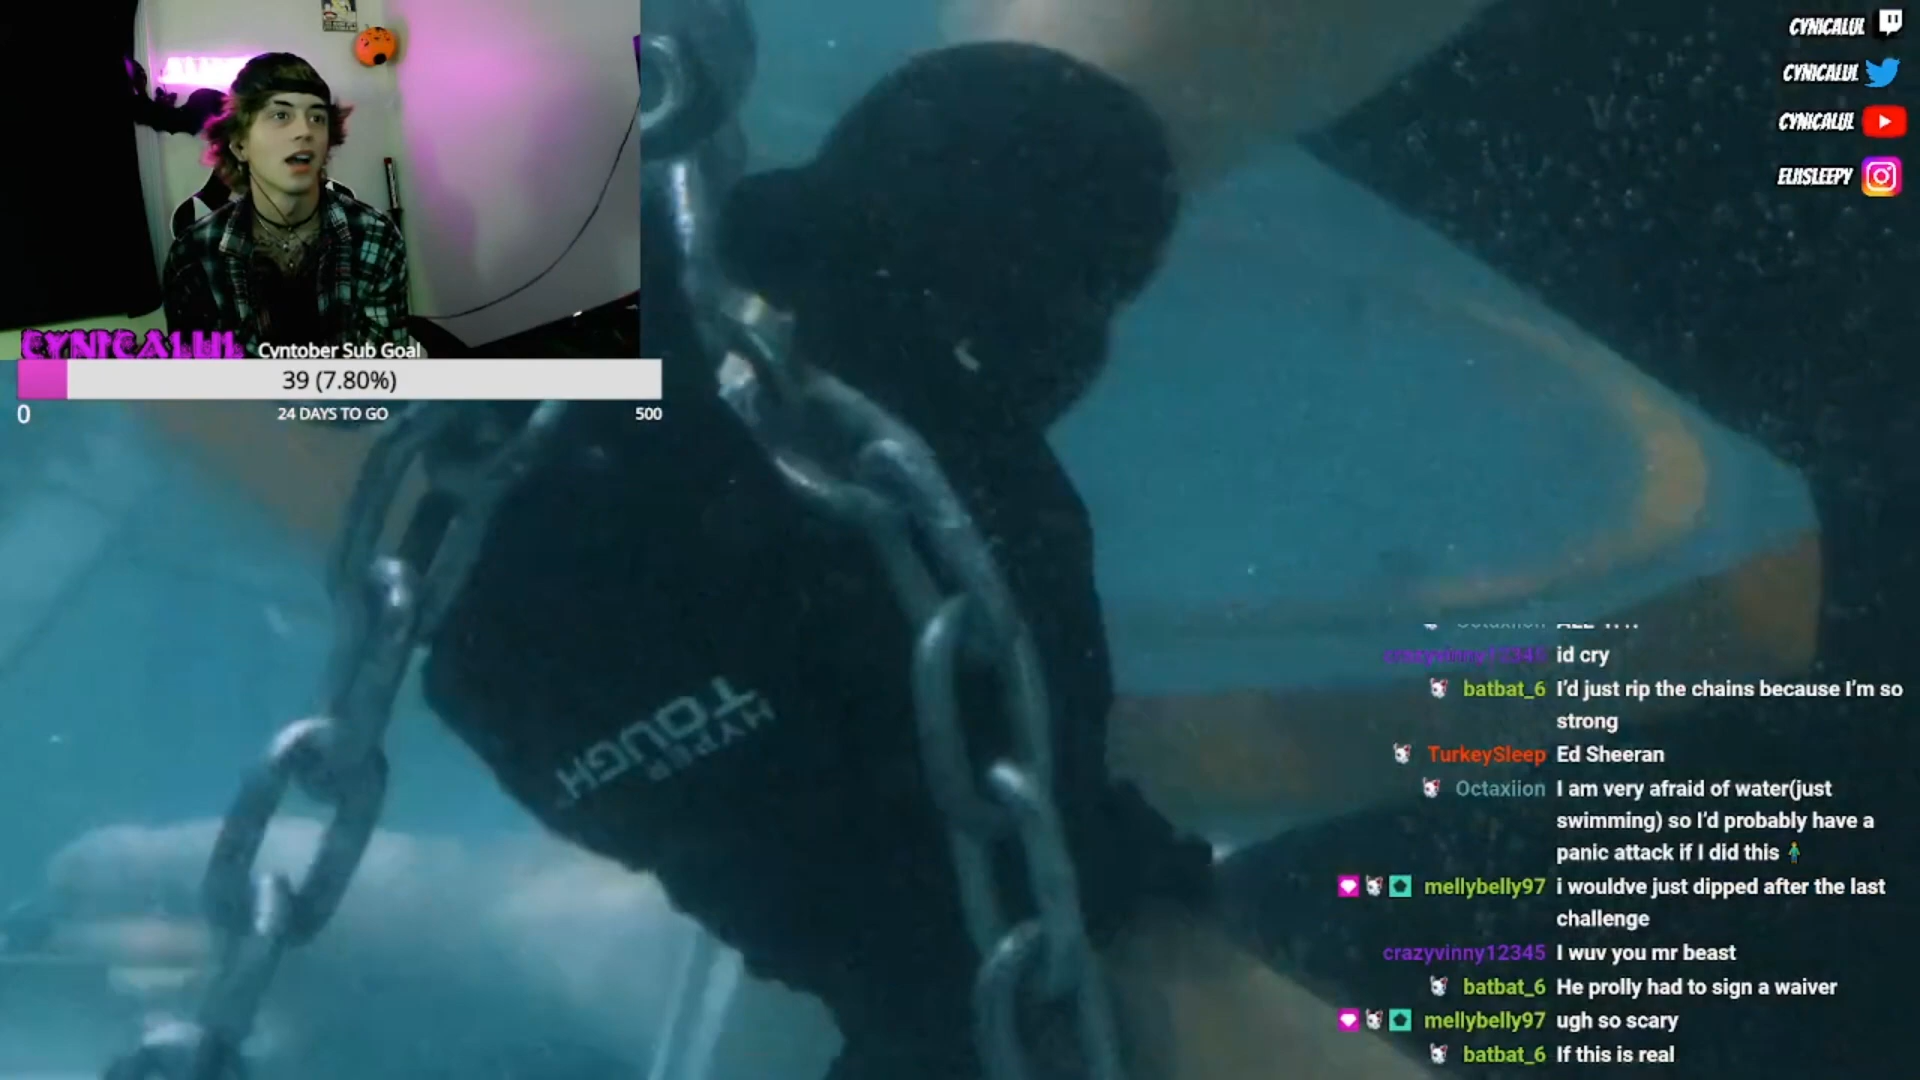 CYNICALUL
CYNICALUL
CYNICALUL
ELIISLEEPY
CYNICALUL
Cyntober Sub Goal
39 (7.80%)
0
24 DAYS TO GO
500
HYPER
TOUGH
crazyvinny12345 id cry
batbat_6 I'd just rip the chains because I'm so
strong
TurkeySleep Ed Sheeran
Octaxiion I am very afraid of water(just
swimming) so I'd probably have a
panic attack if I did this
mellybelly97 i wouldve just dipped after the last
challenge
crazyvinny12345 I wuv you mr beast
batbat_6 He prolly had to sign a waiver
mellybelly97 ugh so scary
batbat_6 If this is real